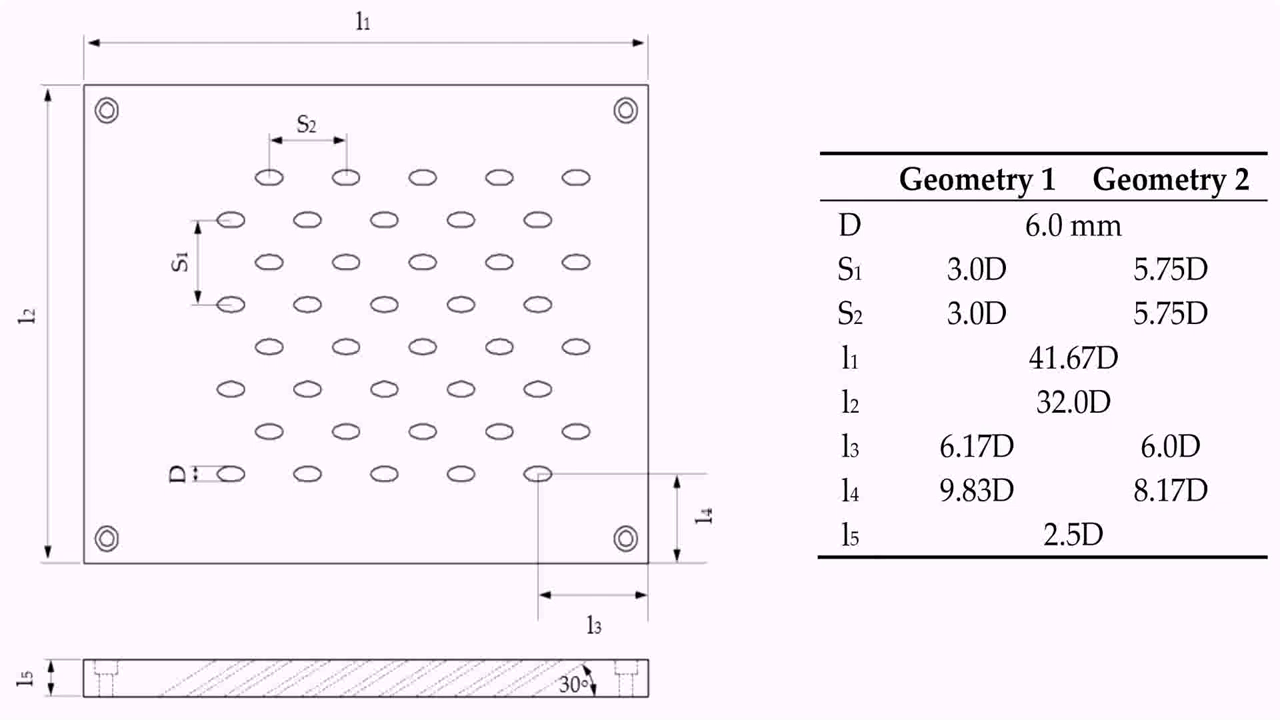 l1
S2
S1
l2
D
l4
l3
l5
30°
Geometry 1 Geometry 2
D 6.0 mm
S1 3.0D 5.75D
S2 3.0D 5.75D
l1 41.67D
l2 32.0D
l3 6.17D 6.0D
l4 9.83D 8.17D
l5 2.5D